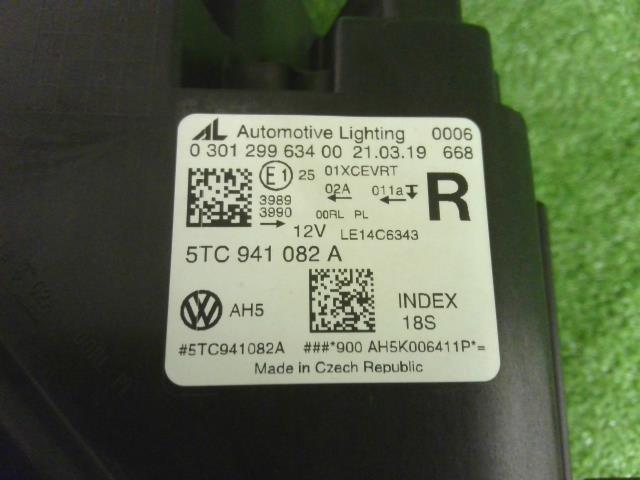 AL Automotive Lighting 0006
0 301 299 634 00 21.03.19 668
E1 25 01XCEVRT
02A 011a
3989
3990 00RL PL
R
12V LE14C6343
5TC 941 082 A
VW AH5 INDEX
18S
#5TC941082A ###*900 AH5K006411P*=
Made in Czech Republic